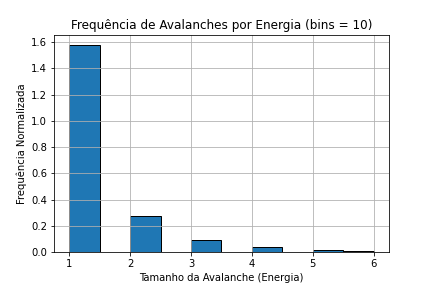 Frequência de Avalanches por Energia (bins = 10)
1.6
1.4
1.2
1.0
0.8
0.6
0.4
0.2
0.0
Frequência Normalizada
1 2 3 4 5 6
Tamanho da Avalanche (Energia)